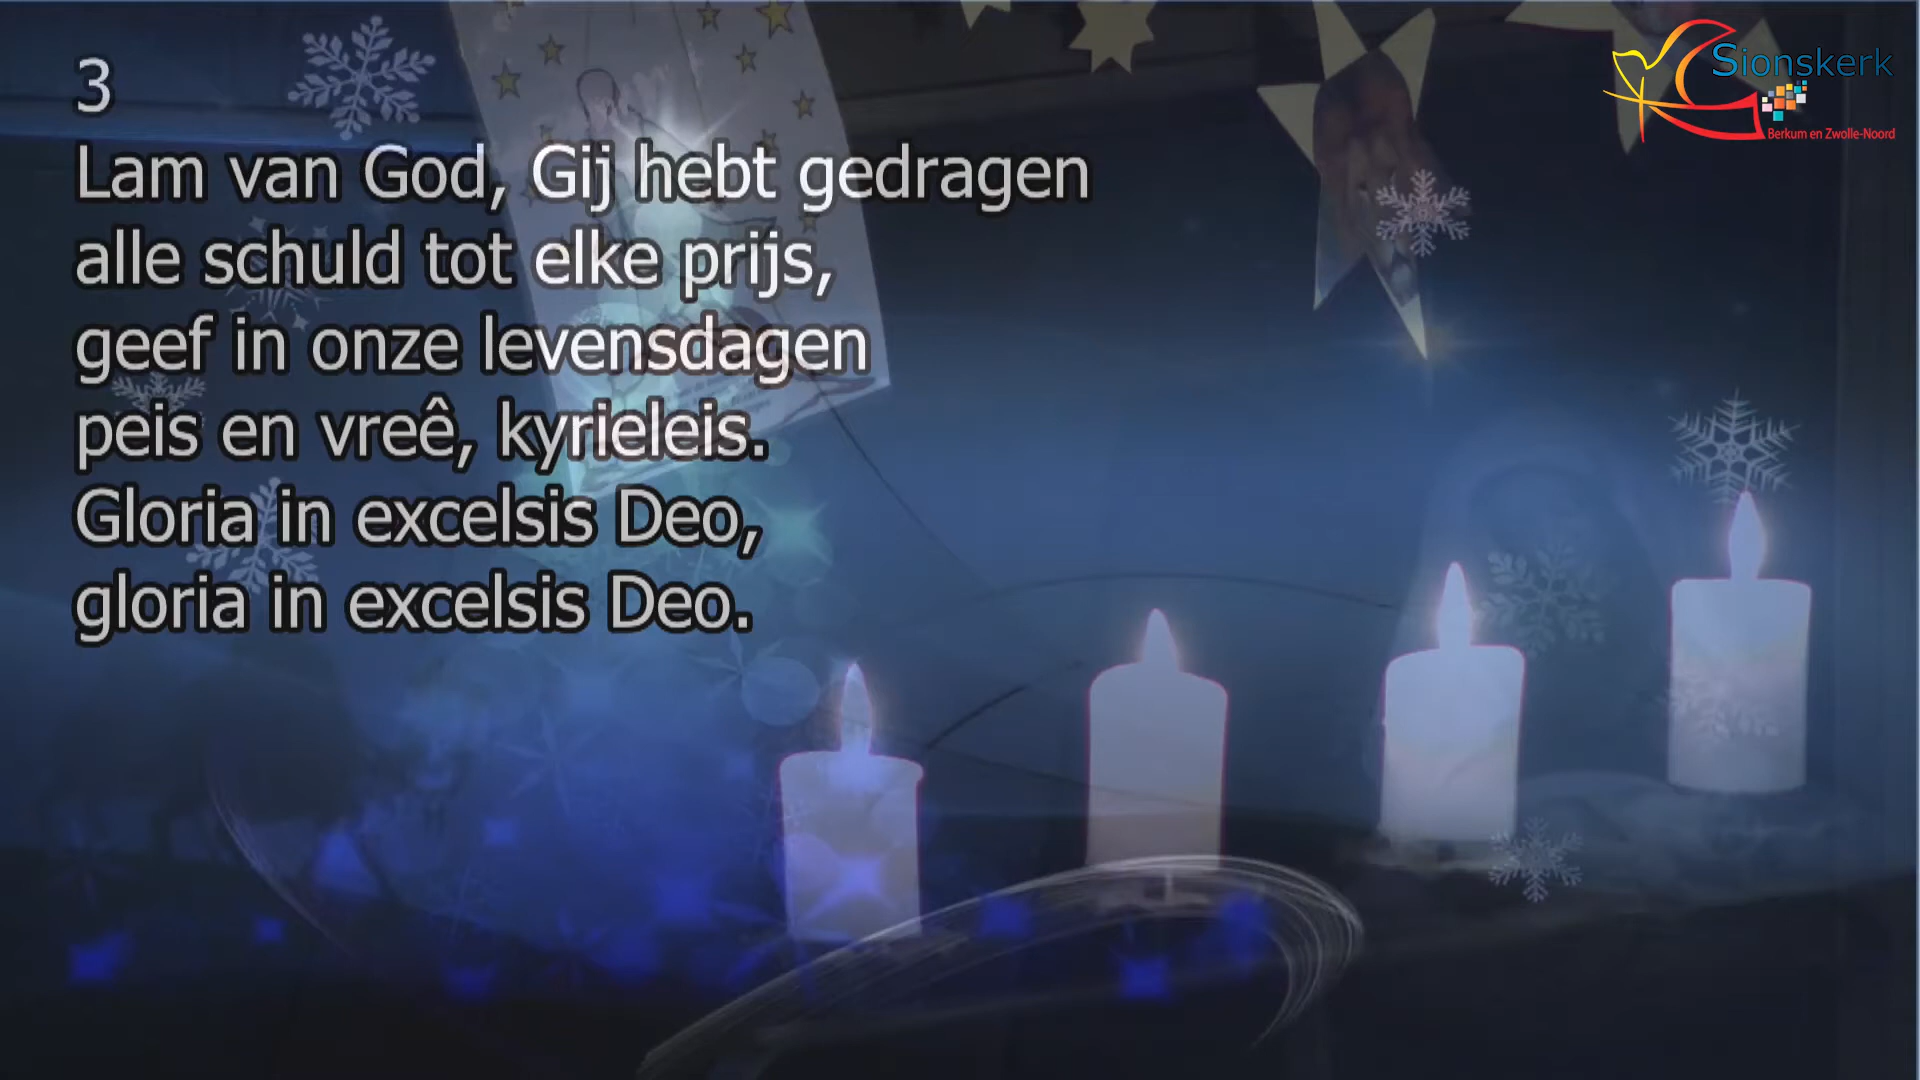 3
Lam van God, Gij hebt gedragen
alle schuld tot elke prijs,
geef in onze levensdagen
peis en vreê, kyrieleis.
Gloria in excelsis Deo,
gloria in excelsis Deo.
Sionskerk
Berkum en Zwolle-Noord